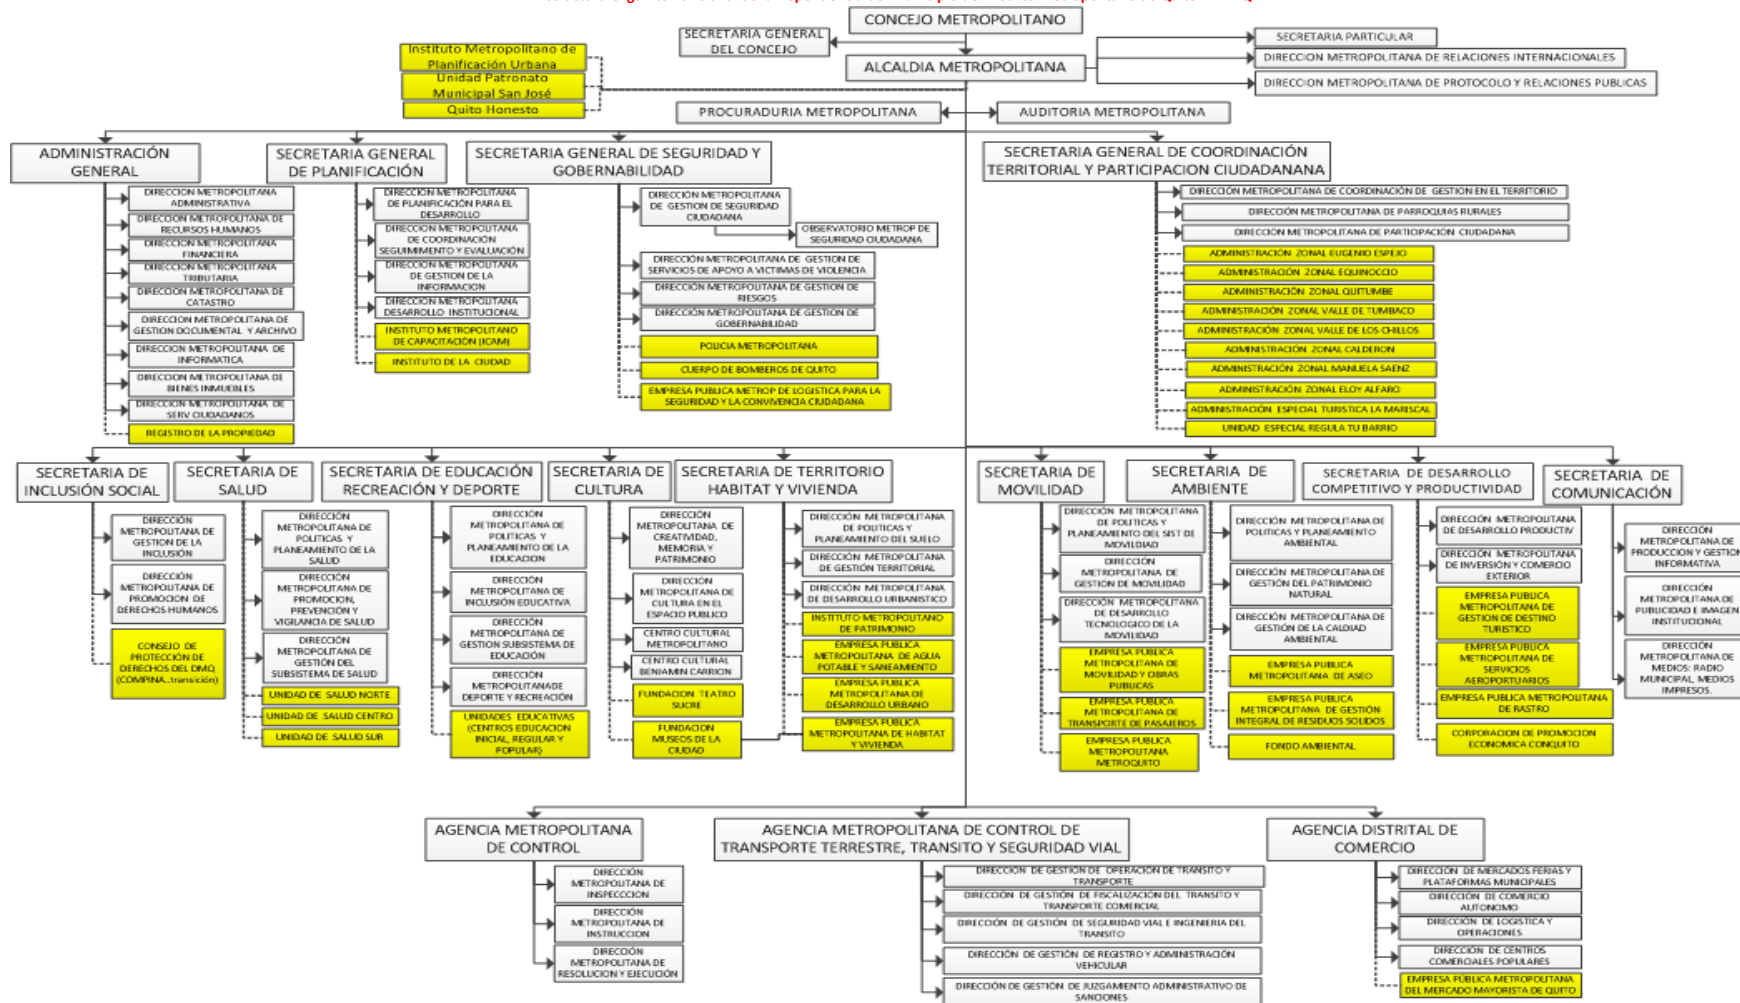 CONCEJO METROPOLITANO
SECRETARIA GENERAL
DEL CONCEJO
ALCALDIA METROPOLITANA
SECRETARIA PARTICULAR
DIRECCION METROPOLITANA DE RELACIONES INTERNACIONALES
DIRECCION METROPOLITANA DE PROTOCOLO Y RELACIONES PUBLICAS
Instituto Metropolitano de
Planificación Urbana
Unidad Patronato
Municipal San José
Quito Honesto
PROCURADURIA METROPOLITANA
AUDITORIA METROPOLITANA
ADMINISTRACIÓN
GENERAL
DIRECCION METROPOLITANA
ADMINISTRATIVA
DIRECCION METROPOLITANA DE
RECURSOS HUMANOS
DIRECCION METROPOLITANA
FINANCIERA
DIRECCION METROPOLITANA
TRIBUTARIA
DIRECCION METROPOLITANA DE
CATASTRO
DIRECCION METROPOLITANA DE
GESTION DOCUMENTAL Y ARCHIVO
DIRECCION METROPOLITANA DE
INFORMATICA
DIRECCION METROPOLITANA DE
BIENES INMUEBLES
DIRECCION METROPOLITANA DE
SERV CIUDADANOS
REGISTRO DE LA PROPIEDAD
SECRETARIA GENERAL
DE PLANIFICACIÓN
DIRECCION METROPOLITANA
DE PLANIFICACIÓN PARA EL
DESARROLLO
DIRECCION METROPOLITANA
DE COORDINACIÓN
SEGUIMIMENTO Y EVALUACIÓN
DIRECCION METROPOLITANA
DE GESTION DE LA
INFORMACION
DIRECCION METROPOLITANA
DESARROLLO INSTITUCIONAL
INSTITUTO METROPOLITANO
DE CAPACITACIÓN (ICAM)
INSTITUTO DE LA CIUDAD
SECRETARIA GENERAL DE SEGURIDAD Y
GOBERNABILIDAD
DIRECCIÓN METROPOLITANA
DE GESTION DE SEGURIDAD
CIUDADANA
OBSERVATORIO METROP DE
SEGURIDAD CIUDADANA
DIRECCIÓN METROPOLITANA DE GESTION DE
SERVICIOS DE APOYO A VICTIMAS DE VIOLENCIA
DIRECCIÓN METROPOLITANA DE GESTION DE
RIESGOS
DIRECCIÓN METROPOLITANA DE GESTION DE
GOBERNABILIDAD
POLICIA METROPOLITANA
CUERPO DE BOMBEROS DE QUITO
EMPRESA PUBLICA METROP DE LOGISTICA PARA LA
SEGURIDAD Y LA CONVIVENCIA CIUDADANA
SECRETARIA GENERAL DE COORDINACIÓN
TERRITORIAL Y PARTICIPACION CIUDADANANA
DIRECCIÓN METROPOLITANA DE COORDINACIÓN DE GESTION EN EL TERRITORIO
DIRECCIÓN METROPOLITANA DE PARROQUIAS RURALES
DIRECCIÓN METROPOLITANA DE PARTICIPACIÓN CIUDADANA
ADMINISTRACIÓN ZONAL EUGENIO ESPEJO
ADMINISTRACIÓN ZONAL EQUINOCCIO
ADMINISTRACIÓN ZONAL QUITUMBE
ADMINISTRACIÓN ZONAL VALLE DE TUMBACO
ADMINISTRACIÓN ZONAL VALLE DE LOS CHILLOS
ADMINISTRACIÓN ZONAL CALDERON
ADMINISTRACIÓN ZONAL MANUELA SAENZ
ADMINISTRACIÓN ZONAL ELOY ALFARO
ADMINISTRACIÓN ESPECIAL TURISTICA LA MARISCAL
UNIDAD ESPECIAL REGULA TU BARRIO
SECRETARIA DE
INCLUSIÓN SOCIAL
DIRECCIÓN
METROPOLITANA DE
GESTION DE LA
INCLUSIÓN
DIRECCIÓN
METROPOLITANA DE
PROMOCION DE
DERECHOS HUMANOS
CONSEJO DE
PROTECCIÓN DE
DERECHOS DEL DMQ
(COMPINA..transición)
SECRETARIA DE
SALUD
DIRECCIÓN
METROPOLITANA DE
POLITICAS Y
PLANEAMIENTO DE LA
SALUD
DIRECCIÓN
METROPOLITANA DE
PROMOCION,
PREVENCIÓN Y
VIGILANCIA DE SALUD
DIRECCIÓN
METROPOLITANA DE
GESTIÓN DEL
SUBSISTEMA DE SALUD
UNIDAD DE SALUD NORTE
UNIDAD DE SALUD CENTRO
UNIDAD DE SALUD SUR
SECRETARIA DE EDUCACIÓN
RECREACIÓN Y DEPORTE
DIRECCIÓN
METROPOLITANA DE
POLITICAS Y
PLANEAMIENTO DE LA
EDUCACION
DIRECCIÓN
METROPOLITANA DE
INCLUSIÓN EDUCATIVA
DIRECCIÓN
METROPOLITANA DE
GESTION SUBSISTEMA DE
EDUCACIÓN
DIRECCIÓN
METROPOLITANADE
DEPORTE Y RECREACIÓN
UNIDADES EDUCATIVAS
(CENTROS EDUCACION
INICIAL, REGULAR Y
POPULAR)
SECRETARIA DE
CULTURA
DIRECCIÓN
METROPOLITANA DE
CREATIVIDAD,
MEMORIA Y
PATRIMONIO
DIRECCIÓN
METROPOLITANA DE
CULTURA EN EL
ESPACIO PUBLICO
CENTRO CULTURAL
METROPOLITANO
CENTRO CULTURAL
BENJAMIN CARRION
FUNDACION TEATRO
SUCRE
FUNDACION
MUSEOS DE LA
CIUDAD
SECRETARIA DE TERRITORIO
HABITAT Y VIVIENDA
DIRECCIÓN METROPOLITANA
DE POLITICAS Y
PLANEAMIENTO DEL SUELO
DIRECCIÓN METROPOLITANA
DE GESTIÓN TERRITORIAL
DIRECCIÓN METROPOLITANA
DE DESARROLLO URBANISTICO
INSTITUTO METROPOLITANO
DE PATRIMONIO
EMPRESA PUBLICA
METROPOLITANA DE AGUA
POTABLE Y SANEAMIENTO
EMPRESA PUBLICA
METROPOLITANA DE
DESARROLLO URBANO
EMPRESA PUBLICA
METROPOLITANA DE HABITAT
Y VIVIENDA
SECRETARIA DE
MOVILIDAD
DIRECCIÓN METROPOLITANA
DE POLITICAS Y
PLANEAMIENTO DEL SIST DE
MOVILDIAD
DIRECCIÓN
METROPOLITANA DE
GESTIÓN DE MOVILIDAD
DIRECCIÓN METROPOLITANA
DE DESARROLLO
TECNOLOGICO DE LA
MOVILIDAD
EMPRESA PUBLICA
METROPOLITANA DE
MOVILIDAD Y OBRAS
PUBLICAS
EMPRESA PUBLICA
METROPOLITANA DE
TRANSPORTE DE PASAJEROS
EMPRESA PUBLICA
METROPOLITANA
METROQUITO
SECRETARIA DE
AMBIENTE
DIRECCIÓN METROPOLITANA DE
POLITICAS Y PLANEAMIENTO
AMBIENTAL
DIRECCIÓN METROPOLITANA DE
GESTIÓN DEL PATRIMONIO
NATURAL
DIRECCIÓN METROPOLITANA DE
GESTIÓN DE LA CALDIAD
AMBIENTAL
EMPRESA PUBLICA
METROPOLITANA DE ASEO
EMPRESA PUBLICA
METROPOLITANA DE GESTIÓN
INTEGRAL DE RESIDUOS SOLIDOS
FONDO AMBIENTAL
SECRETARIA DE DESARROLLO
COMPETITIVO Y PRODUCTIVIDAD
DIRECCIÓN METROPOLITANA
DE DESARROLLO PRODUCTIV
DIRECCIÓN METROPOLITANA
DE INVERSIÓN Y COMERCIO
EXTERIOR
EMPRESA PUBLICA
METROPOLITANA DE
GESTION DE DESTINO
TURISTICO
EMPRESA PUBLICA
METROPOLITANA DE
SERVICIOS
AEROPORTUARIOS
EMPRESA PUBLICA METROPOLITANA
DE RASTRO
CORPORACION DE PROMOCION
ECONOMICA CONQUITO
SECRETARIA DE
COMUNICACIÓN
DIRECCIÓN
METROPOLITANA DE
PRODUCCION Y GESTION
INFORMATIVA
DIRECCIÓN
METROPOLITANA DE
PUBLICIDAD E IMAGEN
INSTITUCIONAL
DIRECCIÓN
METROPOLITANA DE
MEDIOS: RADIO
MUNICIPAL, MEDIOS
IMPRESOS.
AGENCIA METROPOLITANA
DE CONTROL
DIRECCIÓN
METROPOLITANA DE
INSPECCCION
DIRECCIÓN
METROPOLITANA DE
INSTRUCCION
DIRECCIÓN
METROPOLITANA DE
RESOLUCION Y EJECUCIÓN
AGENCIA METROPOLITANA DE CONTROL DE
TRANSPORTE TERRESTRE, TRANSITO Y SEGURIDAD VIAL
DIRECCIÓN DE GESTIÓN DE OPERACION DE TRANSITO Y
TRANSPORTE
DIRECCIÓN DE GESTIÓN DE FISCALIZACIÓN DEL TRANSITO Y
TRANSPORTE COMERCIAL
DIRECCIÓN DE GESTIÓN DE SEGURIDAD VIAL E INGENIERIA DEL
TRANSITO
DIRECCIÓN DE GESTIÓN DE REGISTRO Y ADMINISTRACIÓN
VEHICULAR
DIRECCIÓN DE GESTIÓN DE JUZGAMIENTO ADMINISTRATIVO DE
SANCIONES
AGENCIA DISTRITAL DE
COMERCIO
DIRECCIÓN DE MERCADOS FERIAS Y
PLATAFORMAS MUNICIPALES
DIRECCIÓN DE COMERCIO
AUTONOMO
DIRECCIÓN DE LOGISTICA Y
OPERACIONES
DIRECCIÓN DE CENTROS
COMERCIALES POPULARES
EMPRESA PÚBLICA METROPOLITANA
DEL MERCADO MAYORISTA DE QUITO